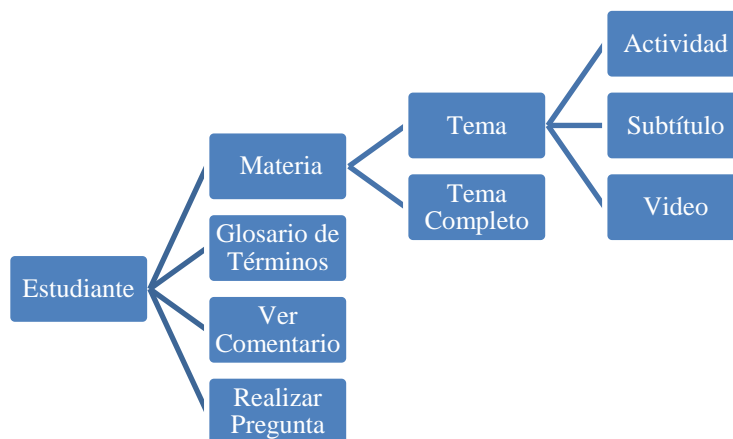 Estudiante
Materia
Glosario de
Términos
Ver
Comentario
Realizar
Pregunta
Tema
Tema
Completo
Actividad
Subtítulo
Video